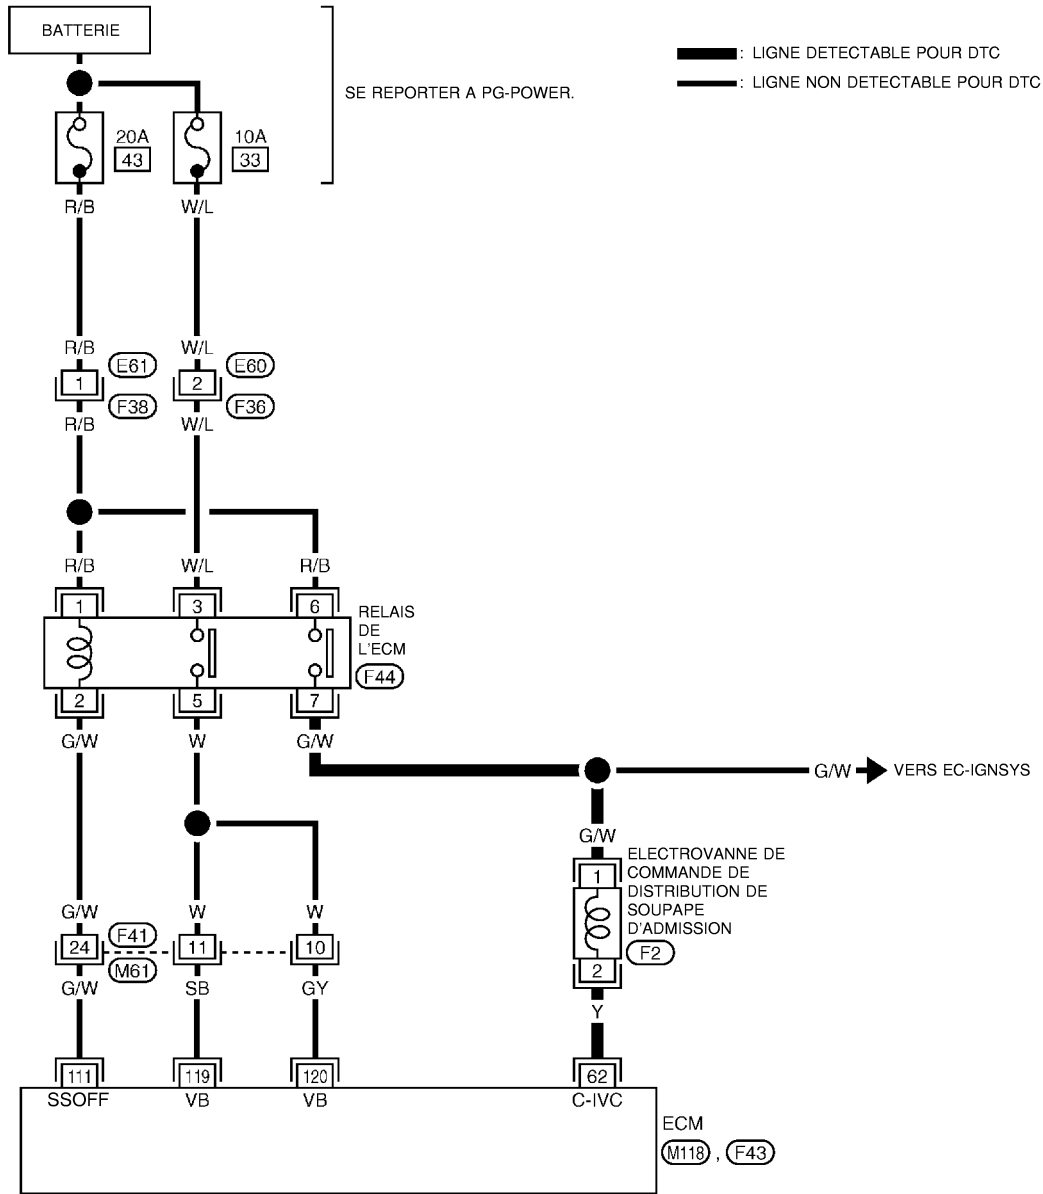 BATTERIE
: LIGNE DETECTABLE POUR DTC
: LIGNE NON DETECTABLE POUR DTC
SE REPORTER A PG-POWER.
20A
43
10A
33
R/B
W/L
R/B
W/L
E61
E60
1
2
F38
F36
R/B
W/L
R/B
W/L
R/B
1
3
6
RELAIS
DE
L'ECM
F44
2
5
7
G/W
W
G/W
G/W
VERS EC-IGNSYS
G/W
1
ELECTROVANNE DE
COMMANDE DE
DISTRIBUTION DE
SOUPAPE
D'ADMISSION
F2
2
Y
G/W
W
W
F41
24
11
10
M61
G/W
SB
GY
111
119
120
62
SSOFF
VB
VB
C-IVC
ECM
M118 , F43